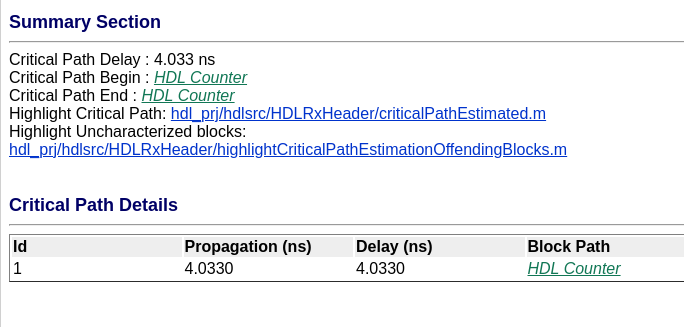 Summary Section
Critical Path Delay : 4.033 ns
Critical Path Begin : HDL Counter
Critical Path End : HDL Counter
Highlight Critical Path: hdl_prj/hdlsrc/HDLRxHeader/criticalPathEstimated.m
Highlight Uncharacterized blocks:
hdl_prj/hdlsrc/HDLRxHeader/highlightCriticalPathEstimationOffendingBlocks.m
Critical Path Details
Id Propagation (ns) Delay (ns) Block Path
1 4.0330 4.0330 HDL Counter